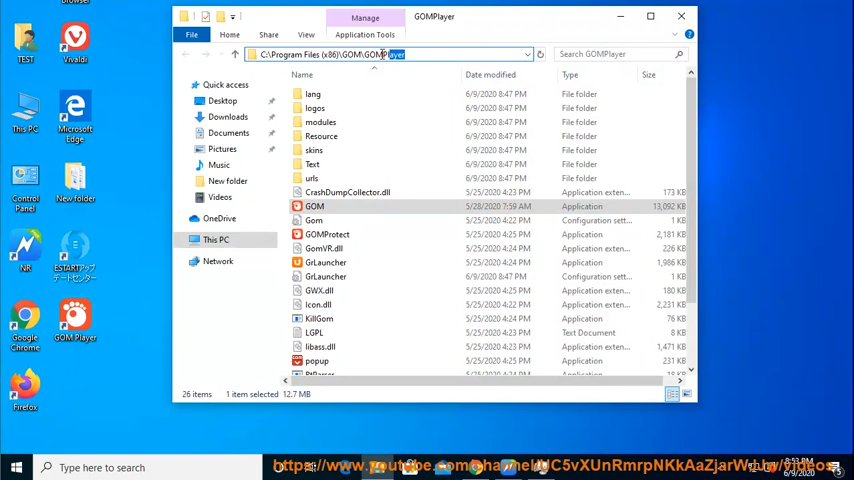 Manage
GOMPlayer
File
Home
Share
View
Application Tools
C:\Program Files (x86)\GOM\GOMPlayer
Search GOMPlayer
Name
Date modified
Type
Size
Quick access
Desktop
Downloads
Documents
Pictures
Music
New folder
Videos
OneDrive
This PC
Network
lang 6/9/2020 8:47 PM File folder
logos 6/9/2020 8:47 PM File folder
modules 6/9/2020 8:47 PM File folder
Resource 6/9/2020 8:47 PM File folder
skins 6/9/2020 8:47 PM File folder
Text 6/9/2020 8:47 PM File folder
urls 6/9/2020 8:47 PM File folder
CrashDumpCollector.dll 5/25/2020 4:23 PM Application exten... 173 KB
GOM 5/28/2020 7:59 AM Application 13,092 KB
Gom 5/25/2020 4:22 PM Configuration sett... 1 KB
GOMProtect 5/25/2020 4:24 PM Application 2,181 KB
GomVR.dll 5/25/2020 4:24 PM Application exten... 226 KB
GrLauncher 5/25/2020 4:24 PM Application 1,986 KB
GrLauncher 6/9/2020 8:47 PM Configuration sett... 1 KB
GWX.dll 5/25/2020 4:25 PM Application exten... 180 KB
Icon.dll 5/25/2020 4:22 PM Application exten... 2,231 KB
KillGom 5/25/2020 4:25 PM Application 76 KB
LGPL 5/25/2020 4:24 PM Text Document 8 KB
libass.dll 5/25/2020 4:24 PM Application exten... 1,471 KB
popup 5/25/2020 4:25 PM Application 231 KB
26 items
1 item selected 12.7 MB
TEST
Vivaldi
This PC
Microsoft
Edge
Control
Panel
New folder
NR
ESTARTアップ
デートセンター
Google
Chrome
GOM Player
Firefox
Type here to search
8:53 PM
6/9/2020
5